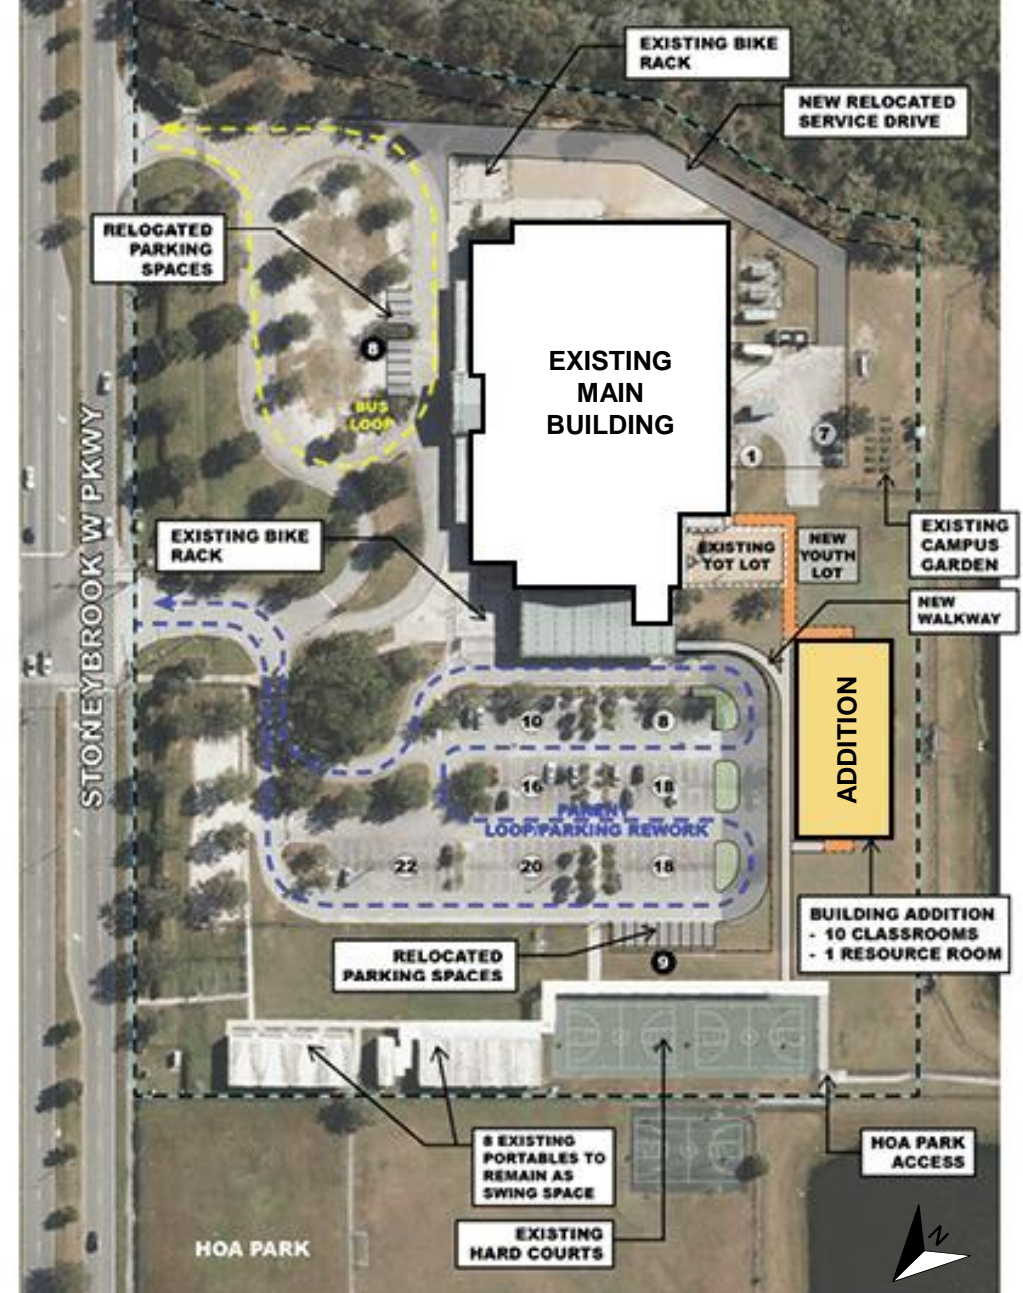 EXISTING BIKE
RACK
NEW RELOCATED
SERVICE DRIVE
RELOCATED
PARKING
SPACES
8
BUS
LOOP
EXISTING
MAIN
BUILDING
STONEYBROOK W PKWY
7
1
EXISTING BIKE
RACK
EXISTING
TOT LOT
NEW
YOUTH
LOT
EXISTING
CAMPUS
GARDEN
NEW
WALKWAY
ADDITION
10
8
16
18
PARENT
LOOP/PARKING REWORK
22
20
18
BUILDING ADDITION
- 10 CLASSROOMS
- 1 RESOURCE ROOM
RELOCATED
PARKING SPACES
9
8 EXISTING
PORTABLES TO
REMAIN AS
SWING SPACE
HOA PARK
ACCESS
EXISTING
HARD COURTS
HOA PARK
N